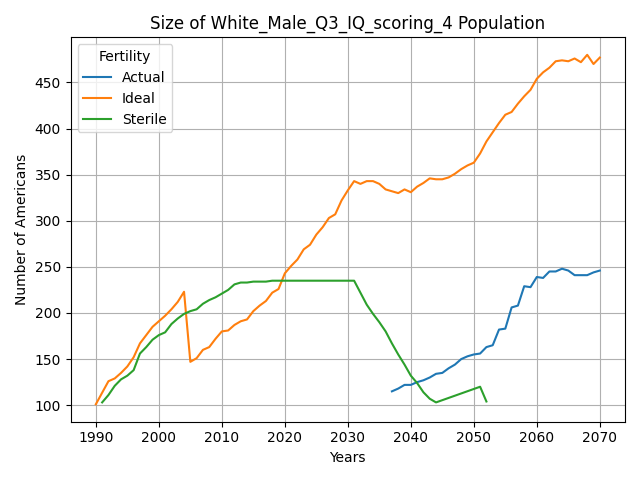 Size of White_Male_Q3_IQ_scoring_4 Population
Fertility
Actual
Ideal
Sterile
Number of Americans
450
400
350
300
250
200
150
100
1990 2000 2010 2020 2030 2040 2050 2060 2070
Years